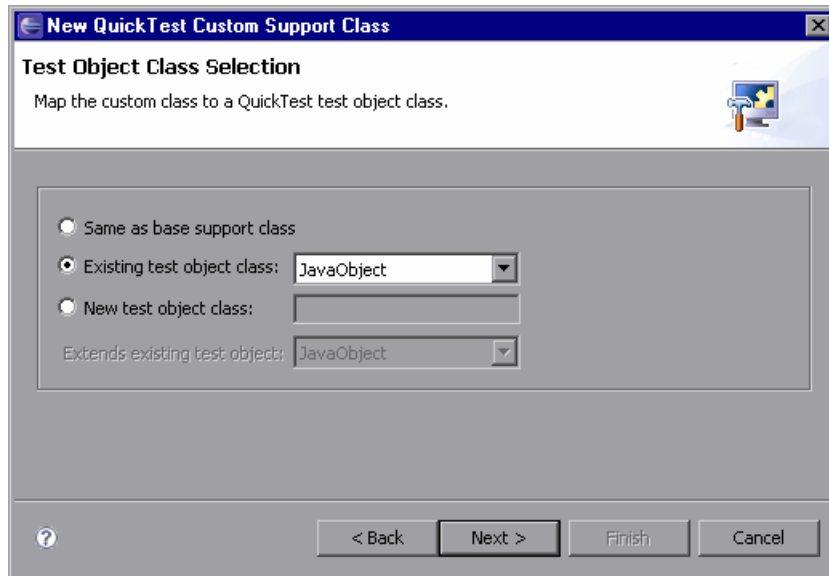 New QuickTest Custom Support Class
Test Object Class Selection
Map the custom class to a QuickTest test object class.
Same as base support class
Existing test object class: JavaObject
New test object class:
Extends existing test object: JavaObject
? < Back Next > Finish Cancel